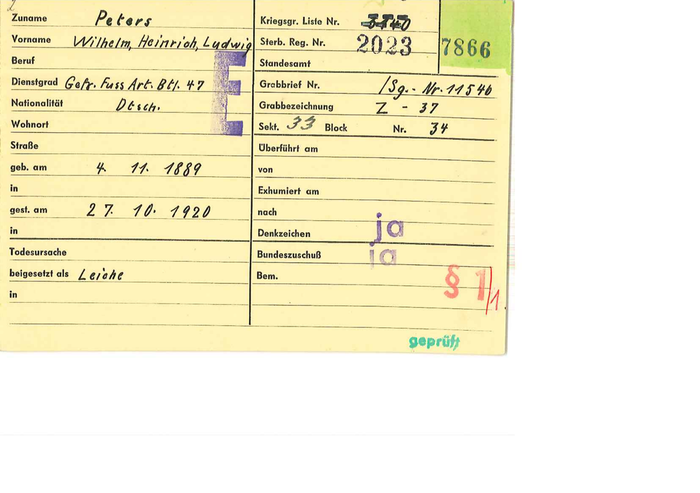 Zuname Peters
Vorname Wilhelm, Heinrich, Ludwig
Beruf
Dienstgrad Gefr. Fuss Art. Btl. 47
Nationalität Dtsch.
Wohnort
E
Straße
geb. am 4. 11. 1889
in
gest. am 27. 10. 1920
in
Todesursache
beigesetzt als Leiche
in
Kriegsgr. Liste Nr.
Sterb. Reg. Nr. 2023
7866
Standesamt
Grabbrief Nr. /Sg.- Nr. 11540
Grabbezeichnung Z - 37
Sekt. 33 Block Nr. 34
Überführt am
von
Exhumiert am
nach
Denkzeichen ja
Bundeszuschuß ja
Bem.
§ 1/1.
geprüft